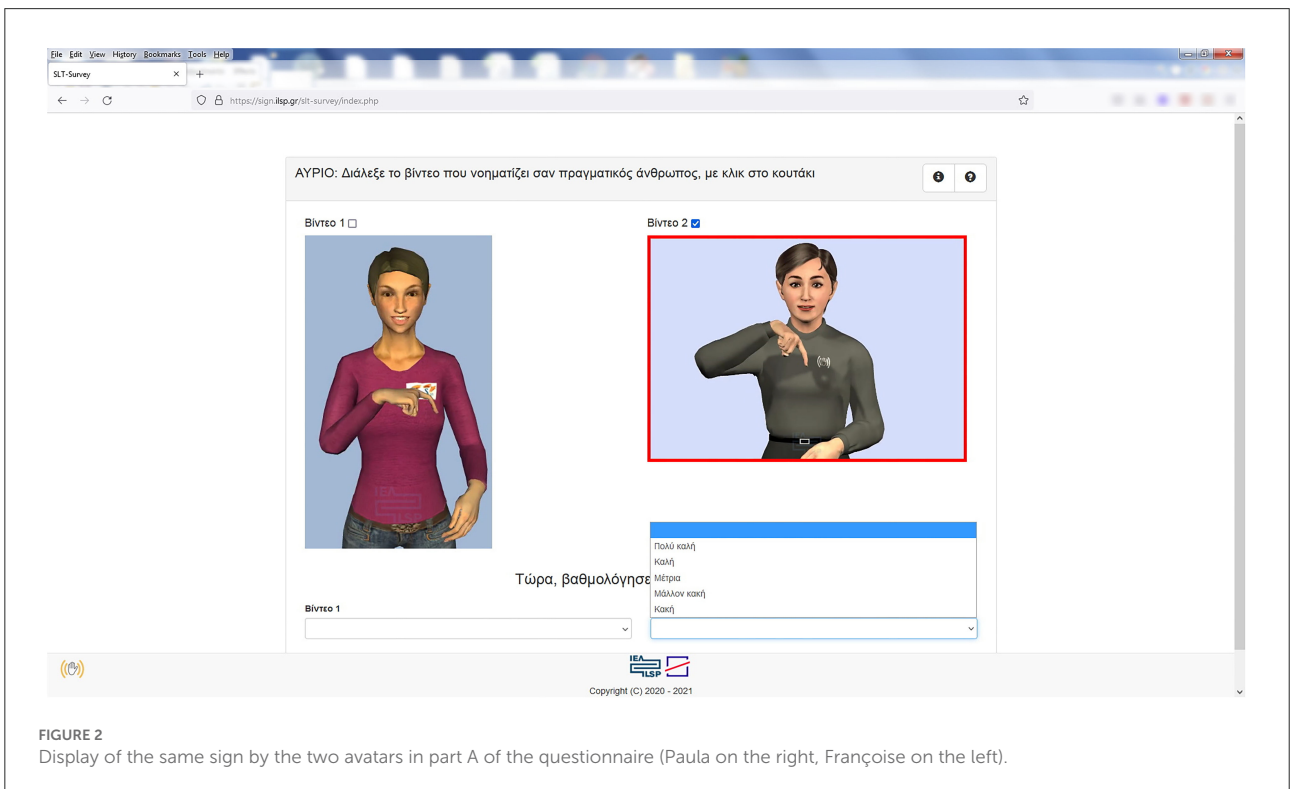 File Edit View History Bookmarks Tools Help
SLT-Survey × +
https://sign.ilsp.gr/slt-survey/index.php
ΑΥΡΙΟ: Διάλεξε το βίντεο που νοηματίζει σαν πραγματικός άνθρωπος, με κλικ στο κουτάκι
Βίντεο 1
Βίντεο 2
ΙΕΛ
ILSP
Πολύ καλή
Καλή
Τώρα, βαθμολόγησε
Μέτρια
Μάλλον κακή
Κακή
Βίντεο 1
ΙΕΛ
ILSP
Copyright (C) 2020 - 2021
FIGURE 2
Display of the same sign by the two avatars in part A of the questionnaire (Paula on the right, Françoise on the left).